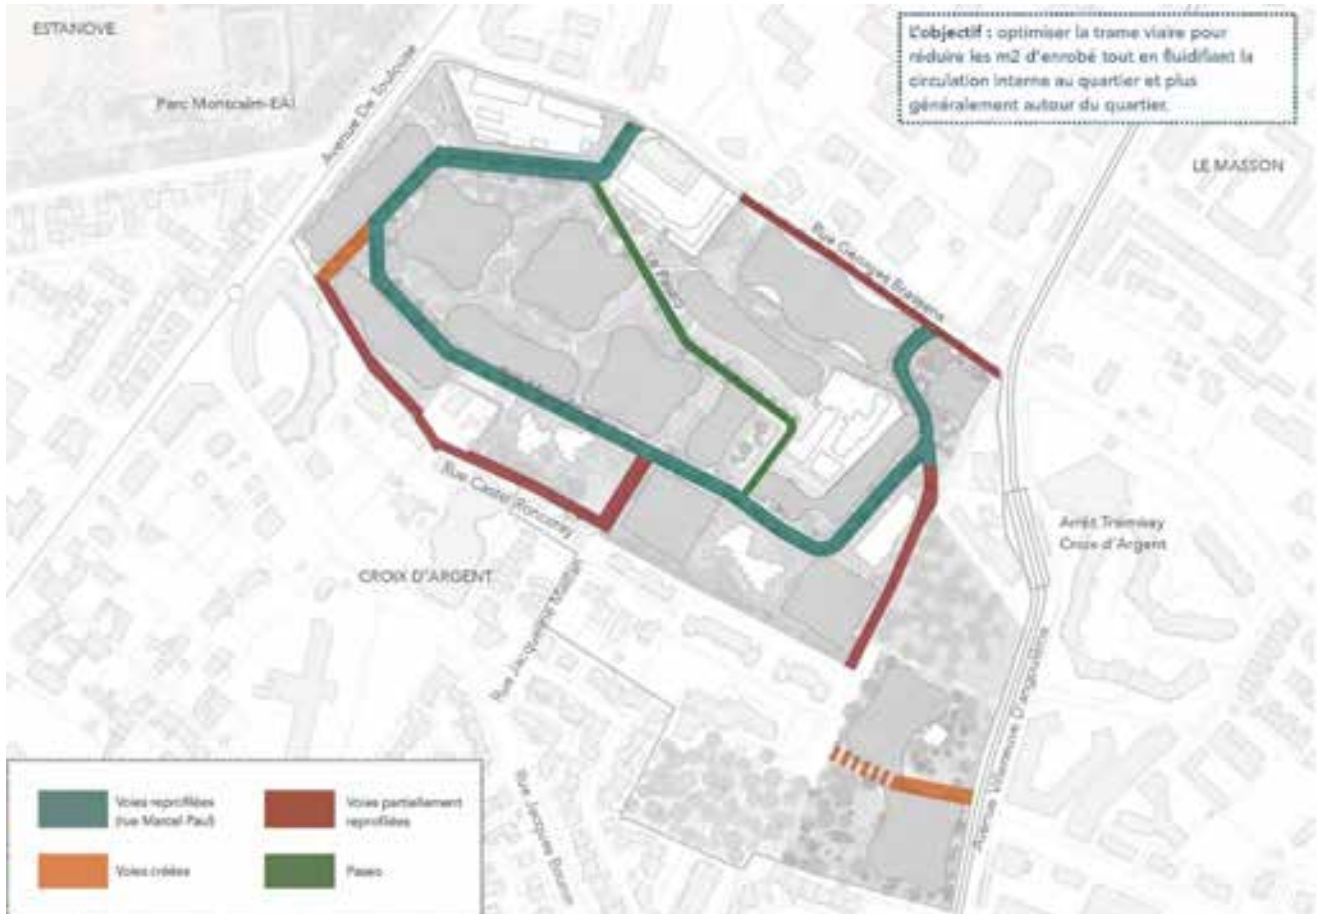 ESTANOVE
L'objectif : optimiser la trame viaire pour
réduire les m2 d'enrobé tout en fluidifiant la
circulation interne au quartier et plus
généralement autour du quartier.
Parc Montcalm-EAI
Avenue De Toulouse
LE MASSON
Rue Georges Brassens
Le Paseo
Rue Castel Ronceray
Arrêt Tramway
Croix d'Argent
CROIX D'ARGENT
Rue Jacques
Avenue Villeneuve D'angoulême
Rue Jacques Bounin
Voies reprofilées
(rue Marcel Paul)
Voies partiellement
reprofilées
Voies créées
Paseo